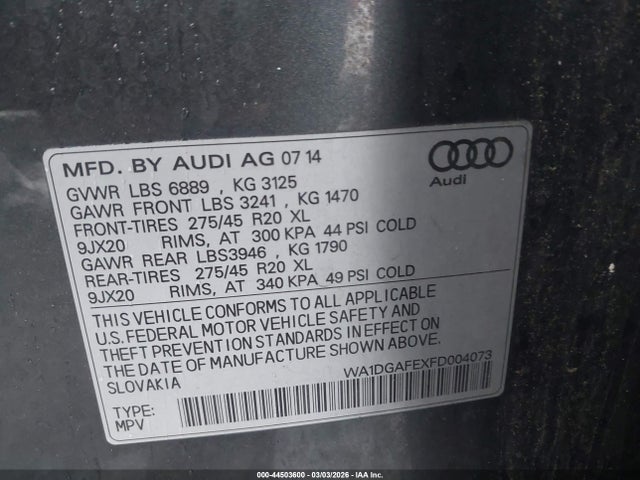 MFD. BY AUDI AG 07 14
Audi
GVWR LBS 6889 , KG 3125
GAWR FRONT LBS 3241 , KG 1470
FRONT-TIRES 275/45 R20 XL
9JX20 RIMS, AT 300 KPA 44 PSI COLD
GAWR REAR LBS3946 , KG 1790
REAR-TIRES 275/45 R20 XL
9JX20 RIMS, AT 340 KPA 49 PSI COLD
THIS VEHICLE CONFORMS TO ALL APPLICABLE
U.S. FEDERAL MOTOR VEHICLE SAFETY AND
THEFT PREVENTION STANDARDS IN EFFECT ON
THE DATE OF MANUFACTURE SHOWN ABOVE.
SLOVAKIA
WA1DGAFEXFD004073
TYPE:
MPV
000-44503600 - 03/03/2026 - IAA Inc.